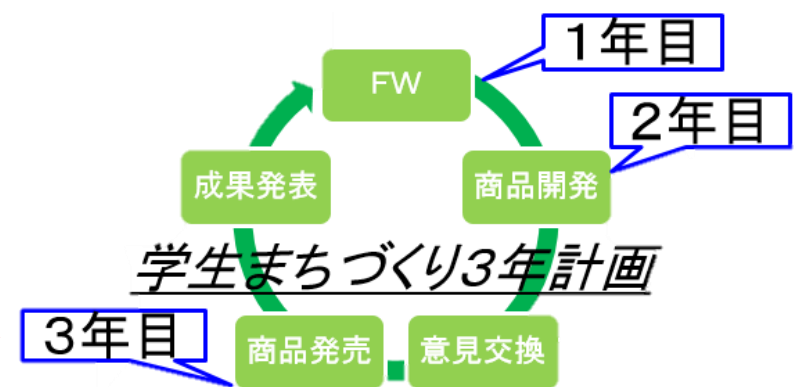 1年目
FW
2年目
成果発表
商品開発
学生まちづくり3年計画
3年目
商品発売
意見交換